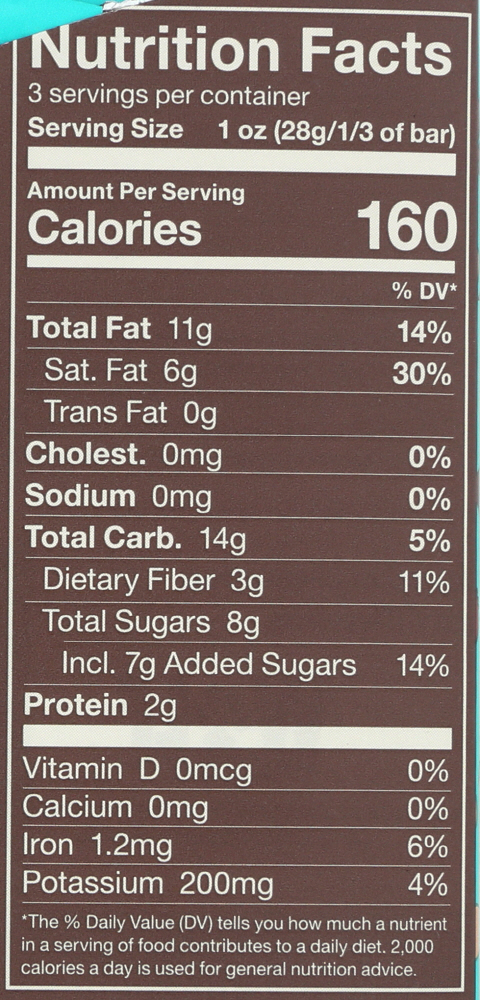 Nutrition Facts
3 servings per container
Serving Size 1 oz (28g/1/3 of bar)
Amount Per Serving
Calories 160
% DV*
Total Fat 11g 14%
Sat. Fat 6g 30%
Trans Fat 0g
Cholest. 0mg 0%
Sodium 0mg 0%
Total Carb. 14g 5%
Dietary Fiber 3g 11%
Total Sugars 8g
Incl. 7g Added Sugars 14%
Protein 2g
Vitamin D 0mcg 0%
Calcium 0mg 0%
Iron 1.2mg 6%
Potassium 200mg 4%
*The % Daily Value (DV) tells you how much a nutrient
in a serving of food contributes to a daily diet. 2,000
calories a day is used for general nutrition advice.